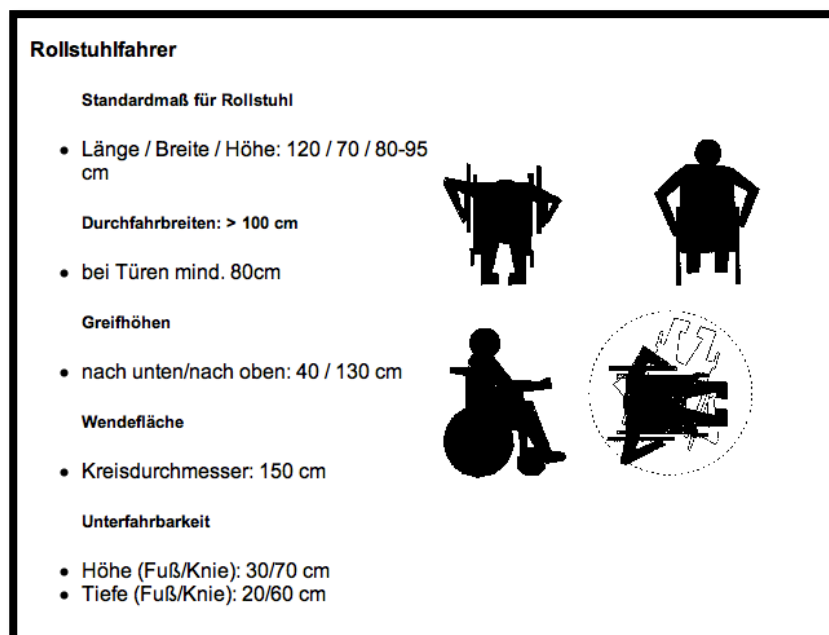 Rollstuhlfahrer
Standardmaß für Rollstuhl
• Länge / Breite / Höhe: 120 / 70 / 80-95
cm
Durchfahrbreiten: > 100 cm
• bei Türen mind. 80cm
Greifhöhen
• nach unten/nach oben: 40 / 130 cm
Wendefläche
• Kreisdurchmesser: 150 cm
Unterfahrbarkeit
• Höhe (Fuß/Knie): 30/70 cm
• Tiefe (Fuß/Knie): 20/60 cm